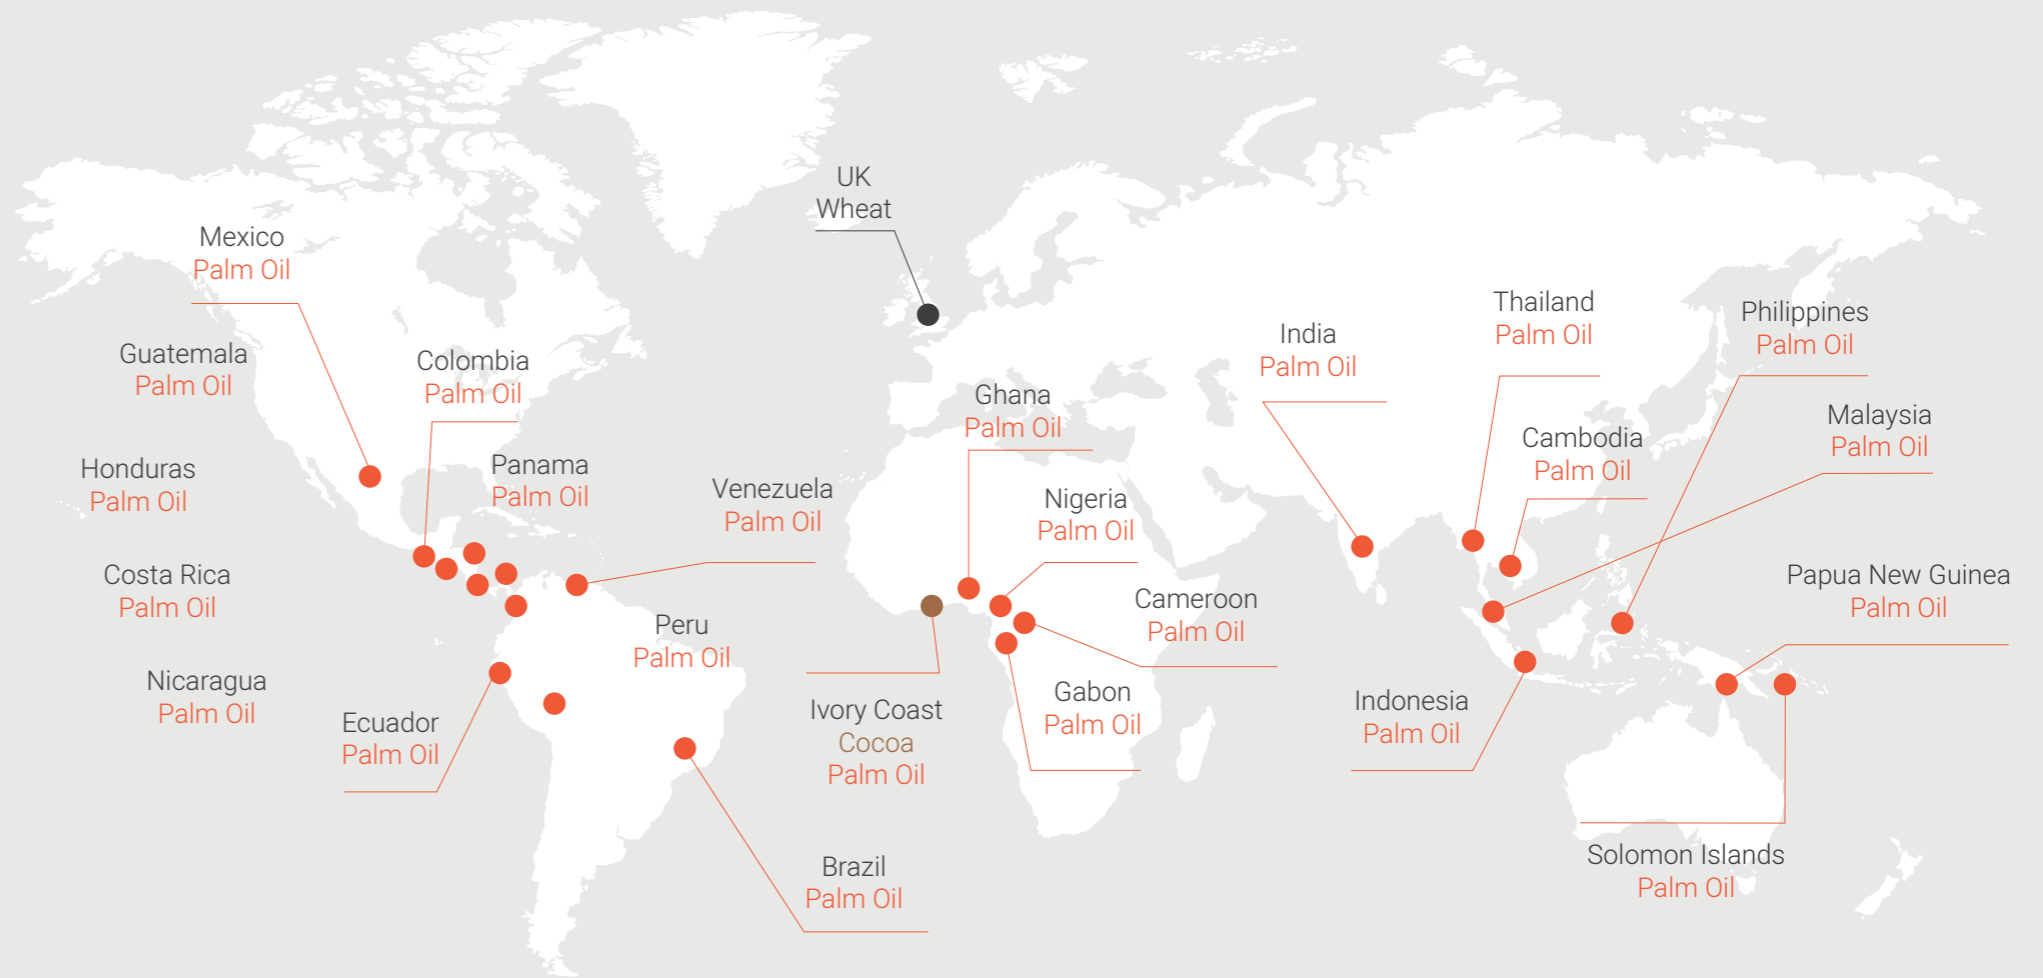 UK
Wheat
Mexico
Palm Oil
Guatemala
Palm Oil
Colombia
Palm Oil
Honduras
Palm Oil
Panama
Palm Oil
Venezuela
Palm Oil
Costa Rica
Palm Oil
Peru
Palm Oil
Nicaragua
Palm Oil
Ecuador
Palm Oil
Brazil
Palm Oil
Ghana
Palm Oil
Nigeria
Palm Oil
Cameroon
Palm Oil
Ivory Coast
Cocoa
Palm Oil
Gabon
Palm Oil
India
Palm Oil
Thailand
Palm Oil
Philippines
Palm Oil
Cambodia
Palm Oil
Malaysia
Palm Oil
Papua New Guinea
Palm Oil
Indonesia
Palm Oil
Solomon Islands
Palm Oil